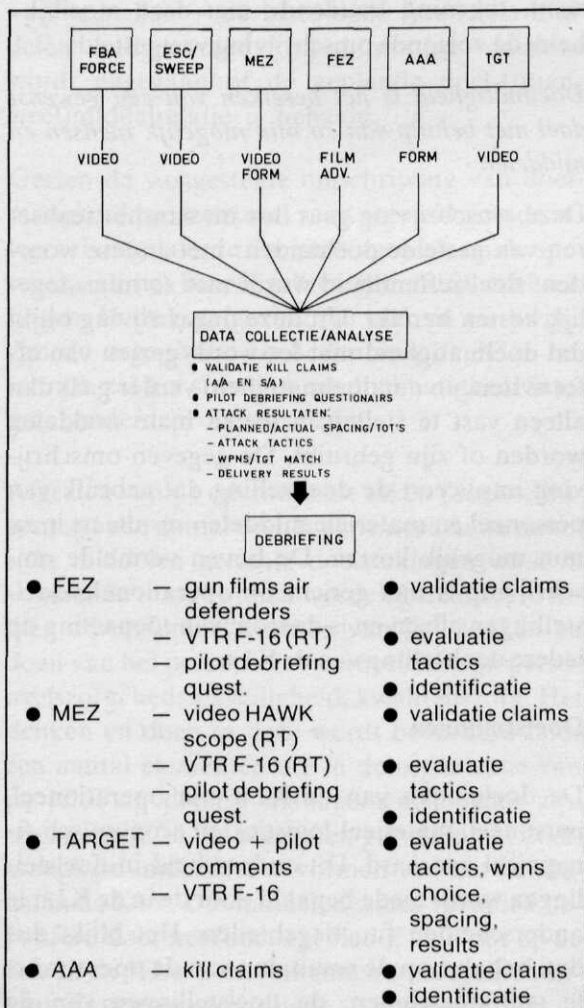 FBA
FORCE
ESC/
SWEEP
MEZ
FEZ
AAA
TGT
VIDEO
VIDEO
VIDEO
FORM
FILM
ADV.
FORM
VIDEO
DATA COLLECTIE/ANALYSE
● VALIDATIE KILL CLAIMS
(AA EN S/A)
● PILOT DEBRIEFING QUESTIONAIRS
● ATTACK RESULTATEN
– PLANNED/ACTUAL SPACING/TOT'S
– ATTACK TACTICS
– WPNS/TGT MATCH
– DELIVERY RESULTS
DEBRIEFING
● FEZ — gun films air ● validatie claims
defenders
— VTR F-16 (RT) ● evaluatie
pilot debriefing tactics
quest. ● identificatie
● MEZ — video HAWK ● validatie claims
scope (RT)
— VTR F-16 (RT) ● evaluatie
— pilot debriefing tactics
quest. ● identificatie
● TARGET — video + pilot ● evaluatie
comments tactics, wpns
— VTR F-16 choice,
spacing
results
● AAA — kill claims ● validatie claims
● identificatie